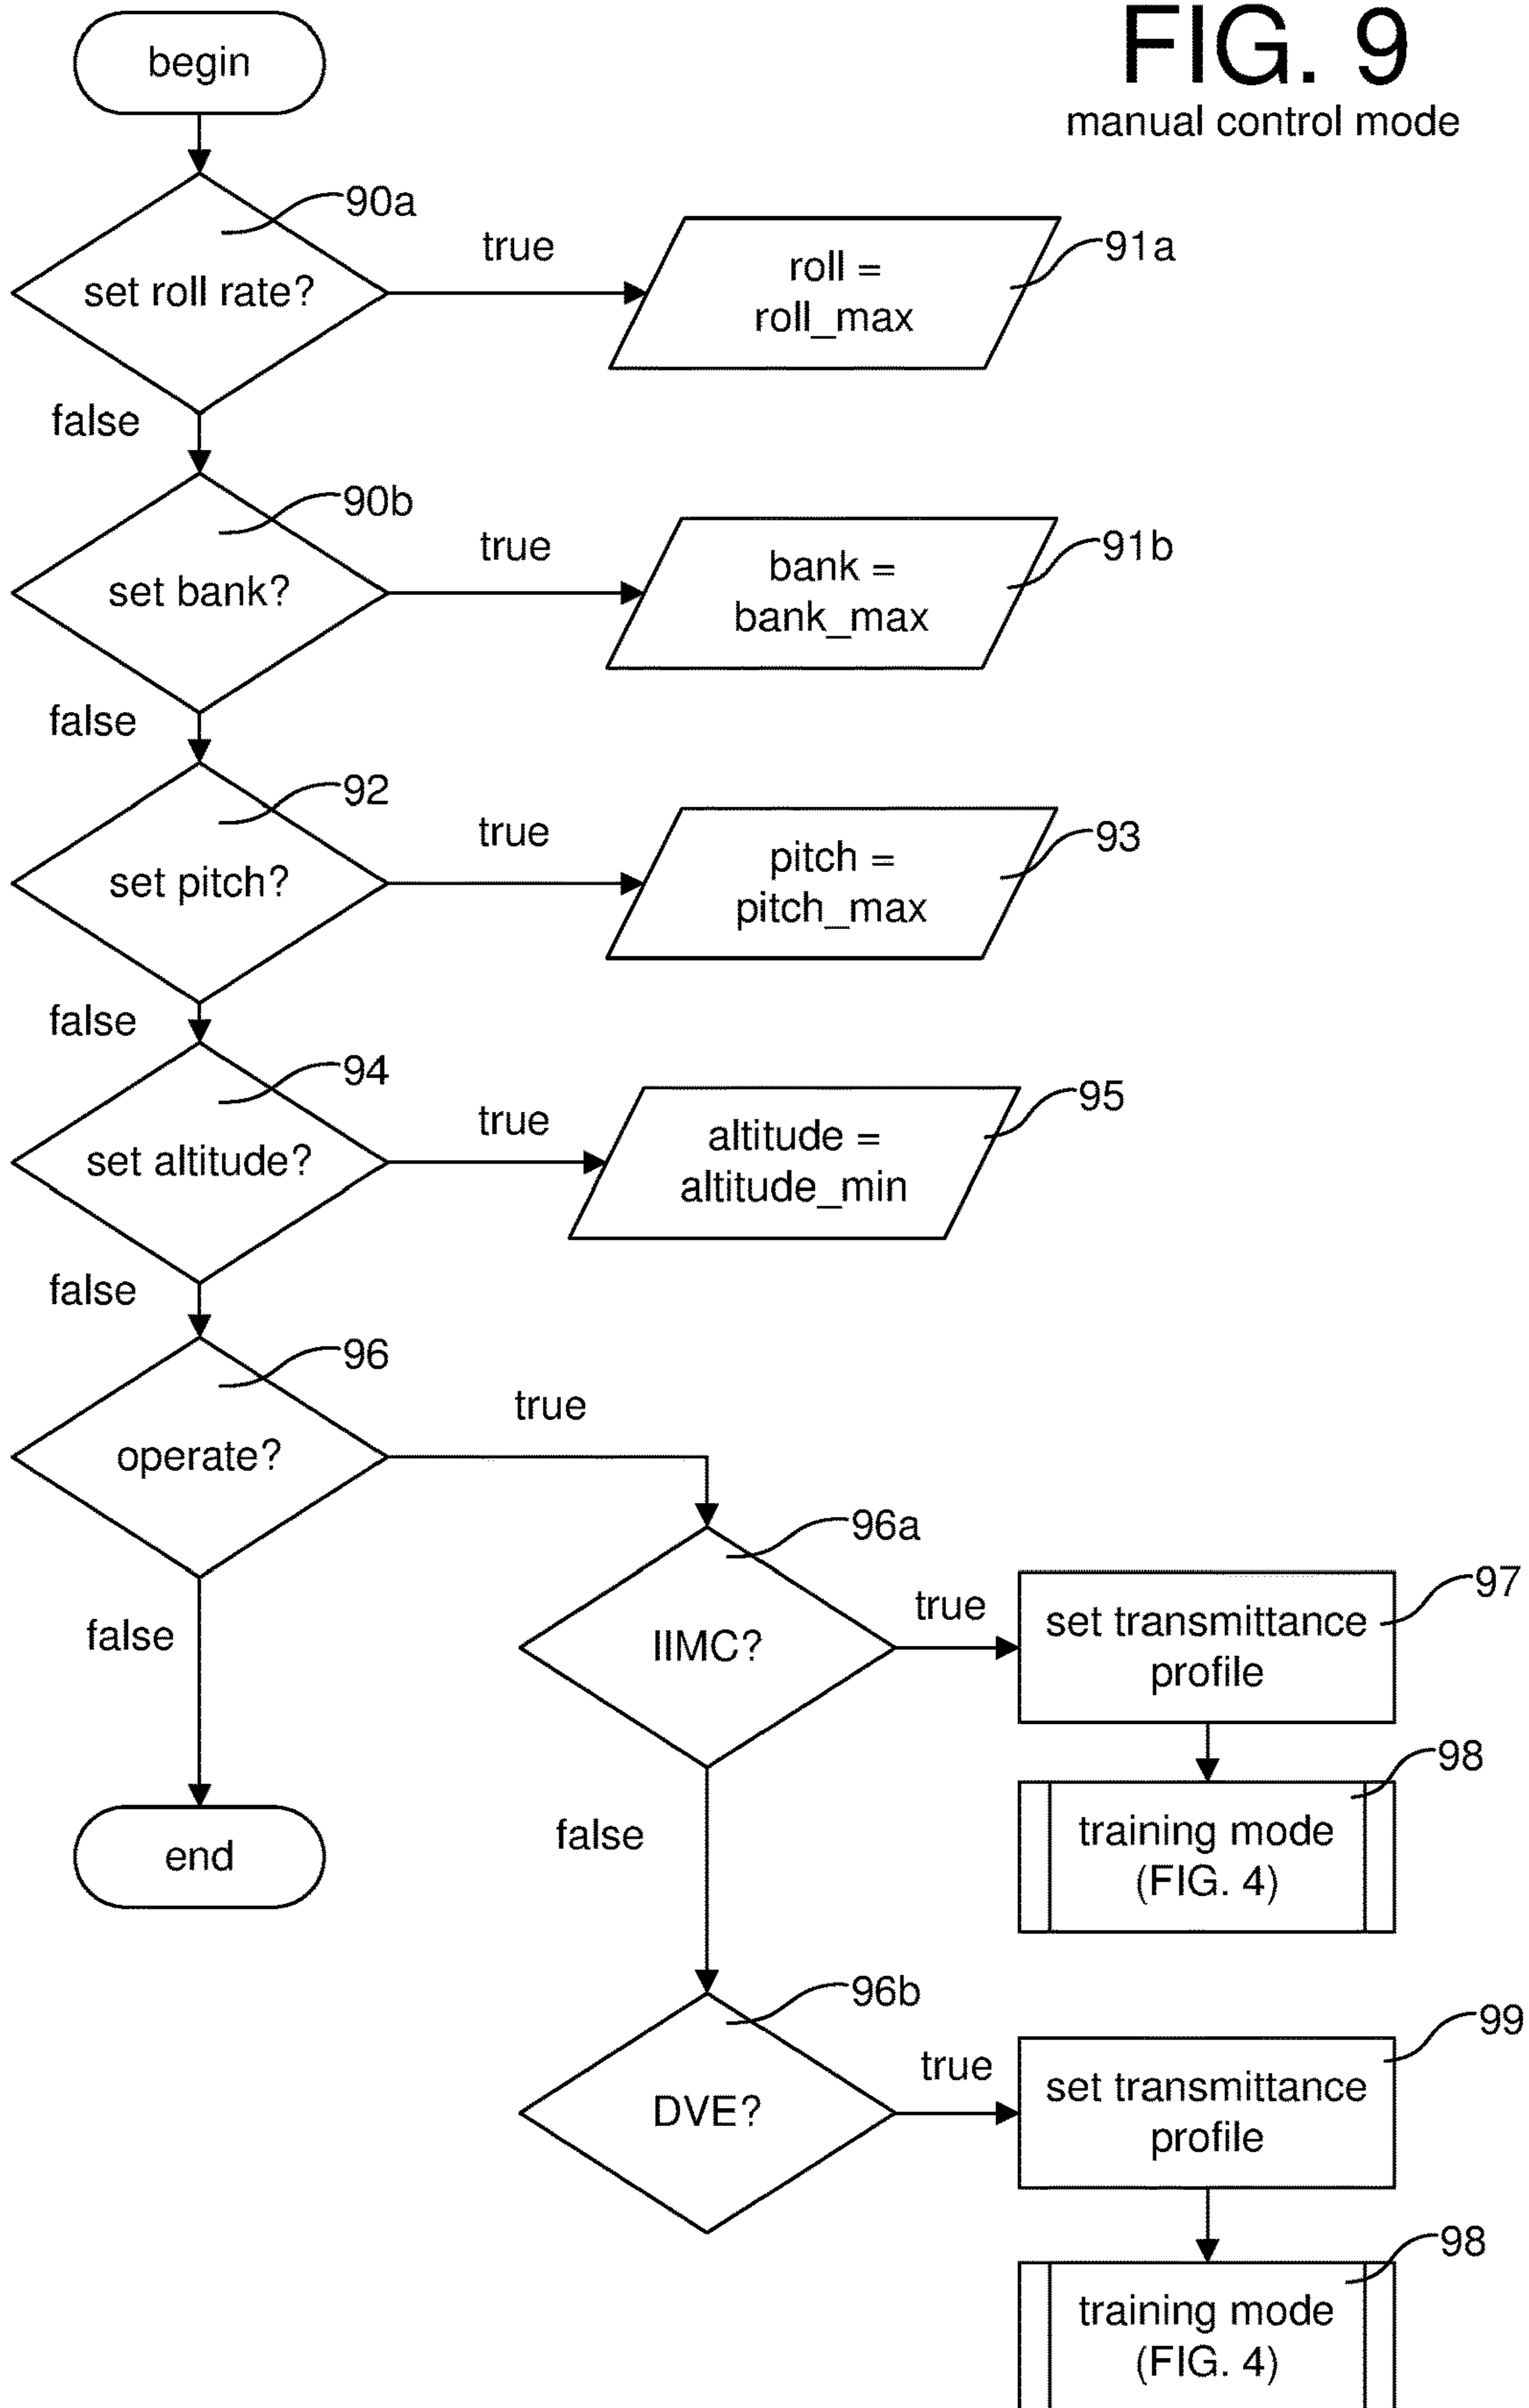 FIG. 9
manual control mode
begin
90a
set roll rate?
true
roll =
roll_max
91a
false
90b
set bank?
true
bank =
bank_max
91b
false
92
set pitch?
true
pitch =
pitch_max
93
false
94
set altitude?
true
altitude =
altitude_min
95
false
96
operate?
true
false
end
96a
IIMC?
true
set transmittance
profile
97
training mode
(FIG. 4)
98
false
96b
DVE?
true
set transmittance
profile
99
training mode
(FIG. 4)
98